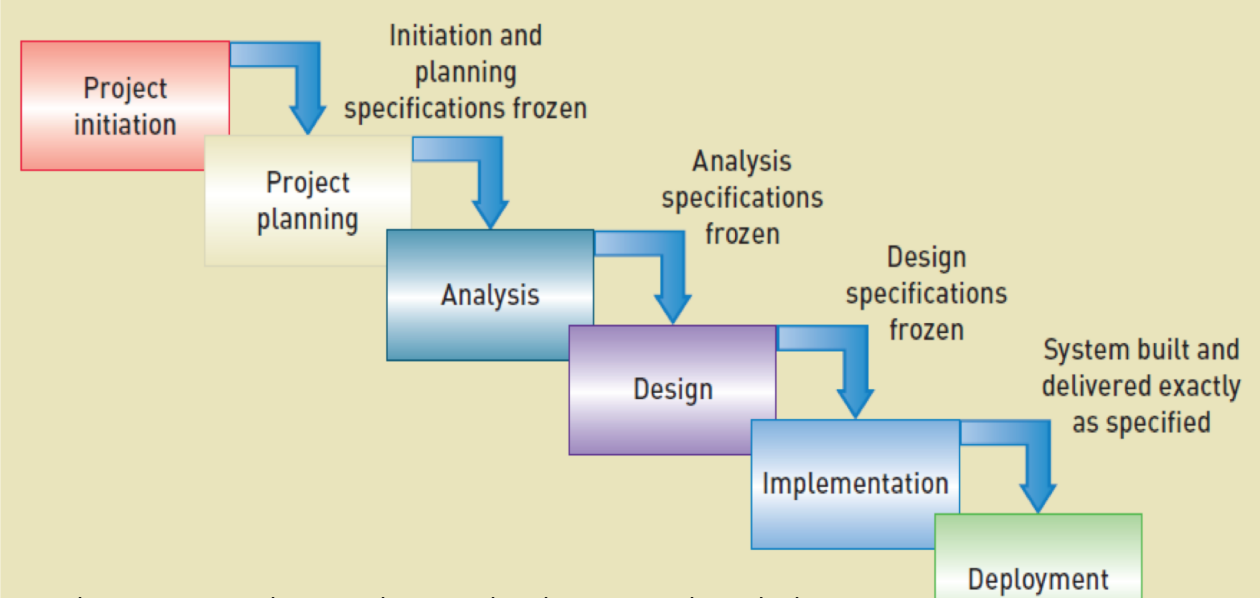 Project
initiation
Initiation and
planning
specifications frozen
Project
planning
Analysis
specifications
frozen
Analysis
Design
specifications
frozen
Design
System built and
delivered exactly
as specified
Implementation
Deployment